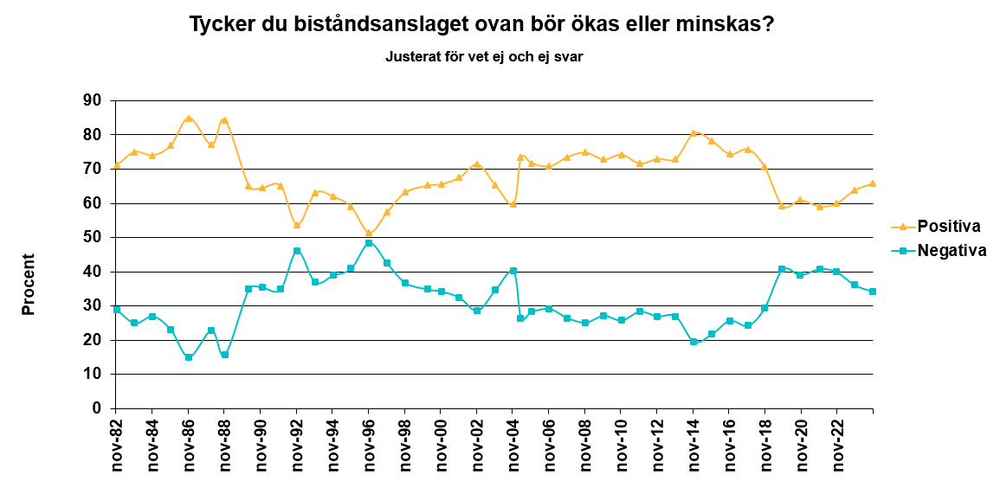 Tycker du biståndsanslaget ovan bör ökas eller minskas?
Justerat för vet ej och ej svar
Procent
90
80
70
60
50
40
30
20
10
0
nov-82
nov-84
nov-86
nov-88
nov-90
nov-92
nov-94
nov-96
nov-98
nov-00
nov-02
nov-04
nov-06
nov-08
nov-10
nov-12
nov-14
nov-16
nov-18
nov-20
nov-22
Positiva
Negativa